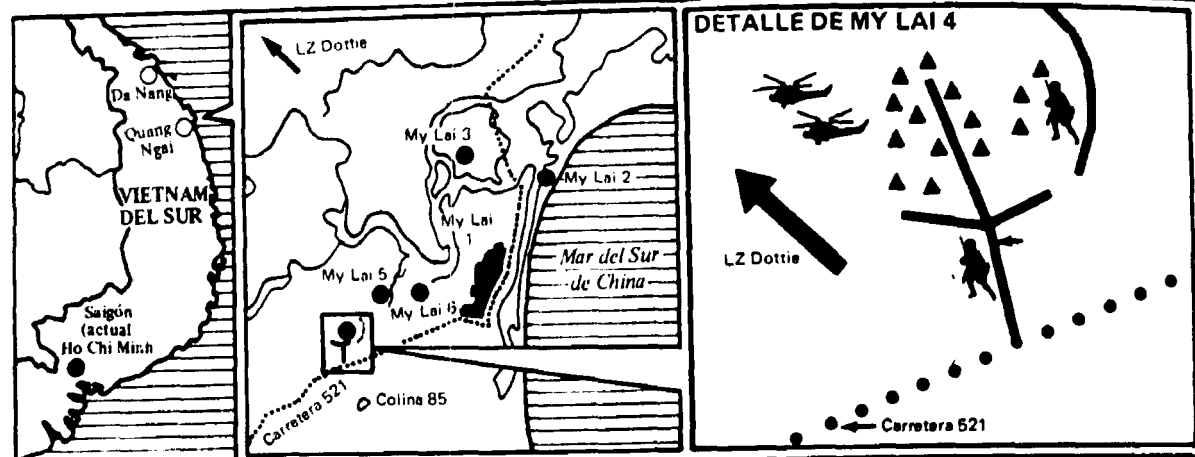 Da Nang
Quang
Ngai
VIETNAM
DEL SUR
Saigón
(actual
Ho Chi Minh
LZ Dottie
My Lai 3
My Lai 2
My Lai
1
My Lai 5
My Lai 6
Mar del Sur
de China
Carretera 521
Colina 85
DETALLE DE MY LAI 4
LZ Dottie
Carretera 521